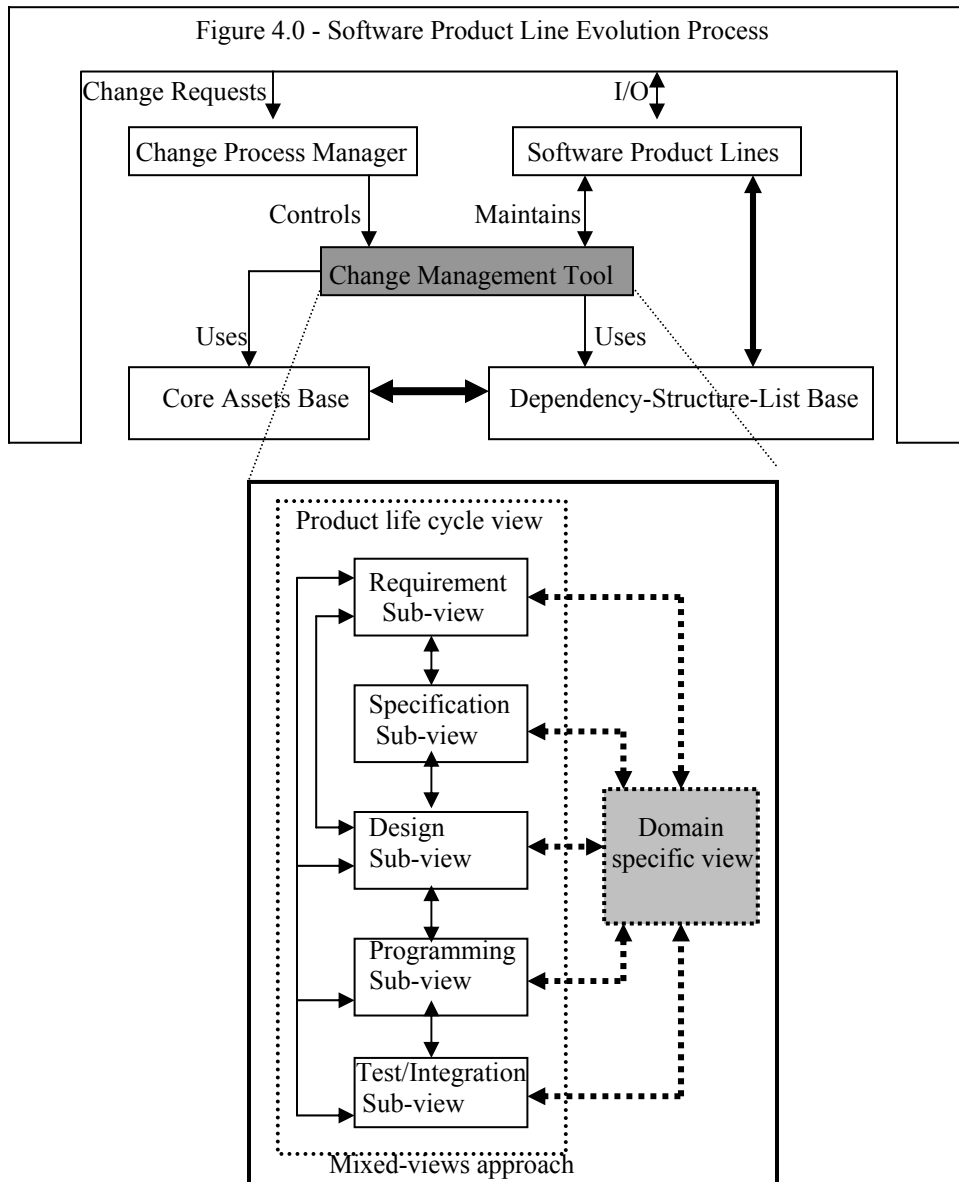 Figure 4.0 - Software Product Line Evolution Process
Change Requests
I/O
Change Process Manager
Software Product Lines
Controls
Maintains
Change Management Tool
Uses
Uses
Core Assets Base
Dependency-Structure-List Base
Product life cycle view
Requirement
Sub-view
Specification
Sub-view
Design
Sub-view
Domain
specific view
Programming
Sub-view
Test/Integration
Sub-view
Mixed-views approach